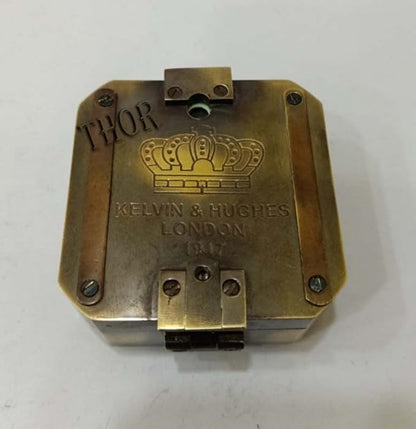 THOR
KELVIN & HUGHES
LONDON
1917